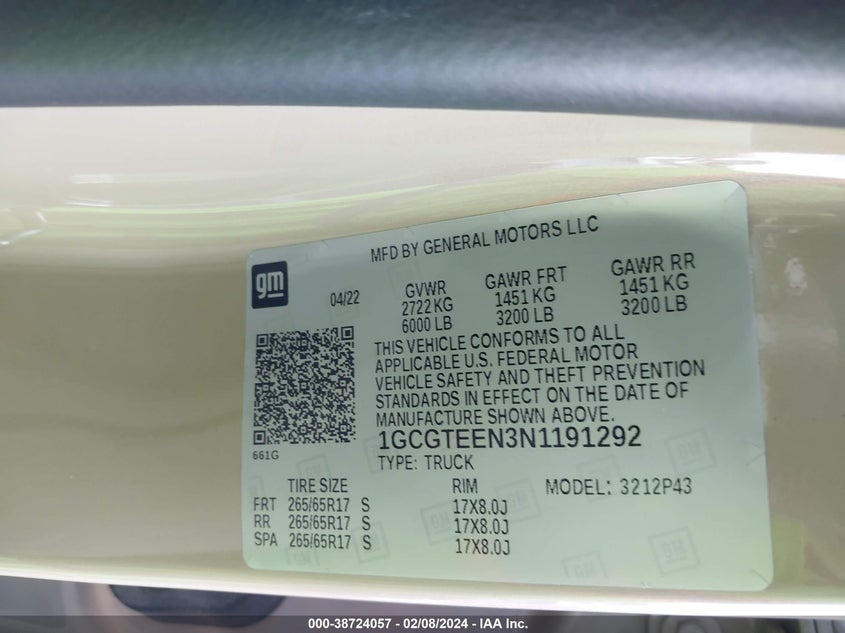 MFD BY GENERAL MOTORS LLC
gm
04/22
GVWR GAWR FRT GAWR RR
2722 KG 1451 KG 1451 KG
6000 LB 3200 LB 3200 LB
THIS VEHICLE CONFORMS TO ALL
APPLICABLE U.S. FEDERAL MOTOR
VEHICLE SAFETY AND THEFT PREVENTION
STANDARDS IN EFFECT ON THE DATE OF
MANUFACTURE SHOWN ABOVE.
1GCGTEEN3N1191292
661G
TYPE: TRUCK
TIRE SIZE RIM MODEL: 3212P43
FRT 265/65R17 S 17X8.0J
RR 265/65R17 S 17X8.0J
SPA 265/65R17 S 17X8.0J
000-38724057 - 02/08/2024 - IAA Inc.